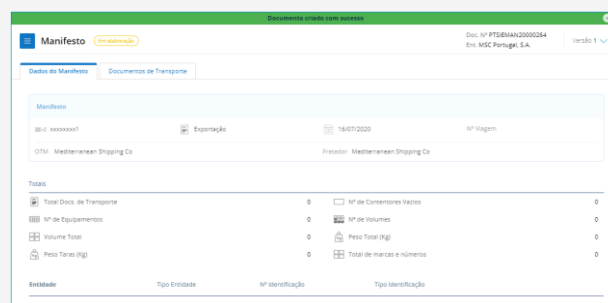 Documento criado com sucesso
Manifesto Em elaboração
Doc. Nº PTSIEMAN20000264
Ent. MSC Portugal, S.A.
Versão 1
Dados do Manifesto Documentos de Transporte
Manifesto
xxxxxxxx1 Exportação 16/07/2020 Nº Viagem
OTM Mediterranean Shipping Co Fretador Mediterranean Shipping Co
Totais
Total Docs. de Transporte 0 Nº de Contentores Vazios 0
Nº de Equipamentos 0 Nº de Volumes 0
Volume Total 0 Peso Total (Kg) 0
Peso Taras (Kg) 0 Total de marcas e números 0
Entidade Tipo Entidade Nº Identificação Tipo Identificação